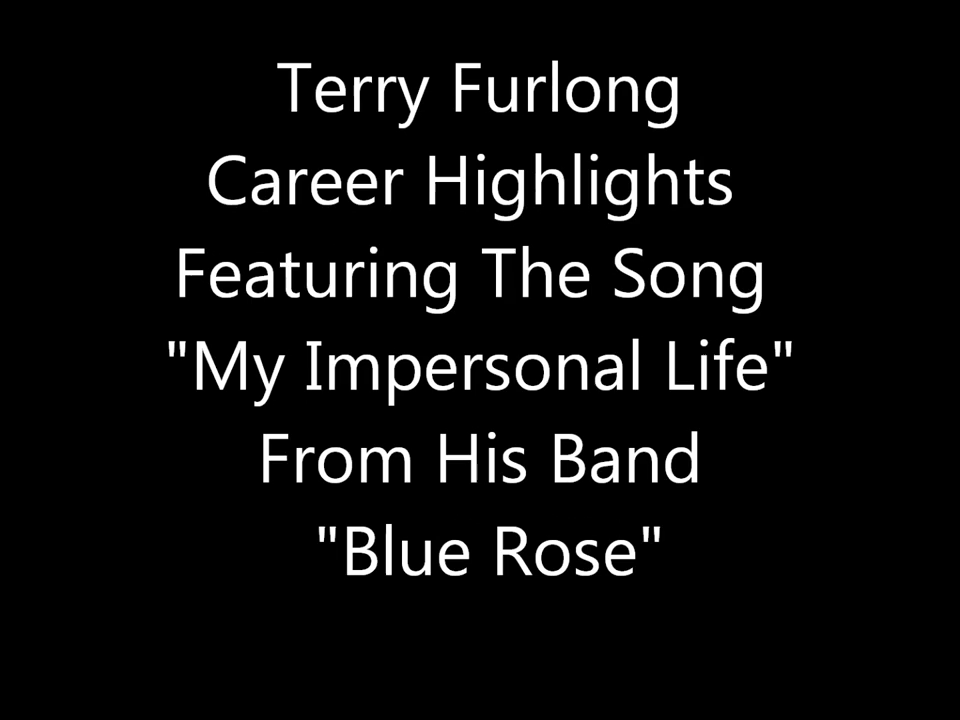 Terry Furlong
Career Highlights
Featuring The Song
"My Impersonal Life"
From His Band
"Blue Rose"